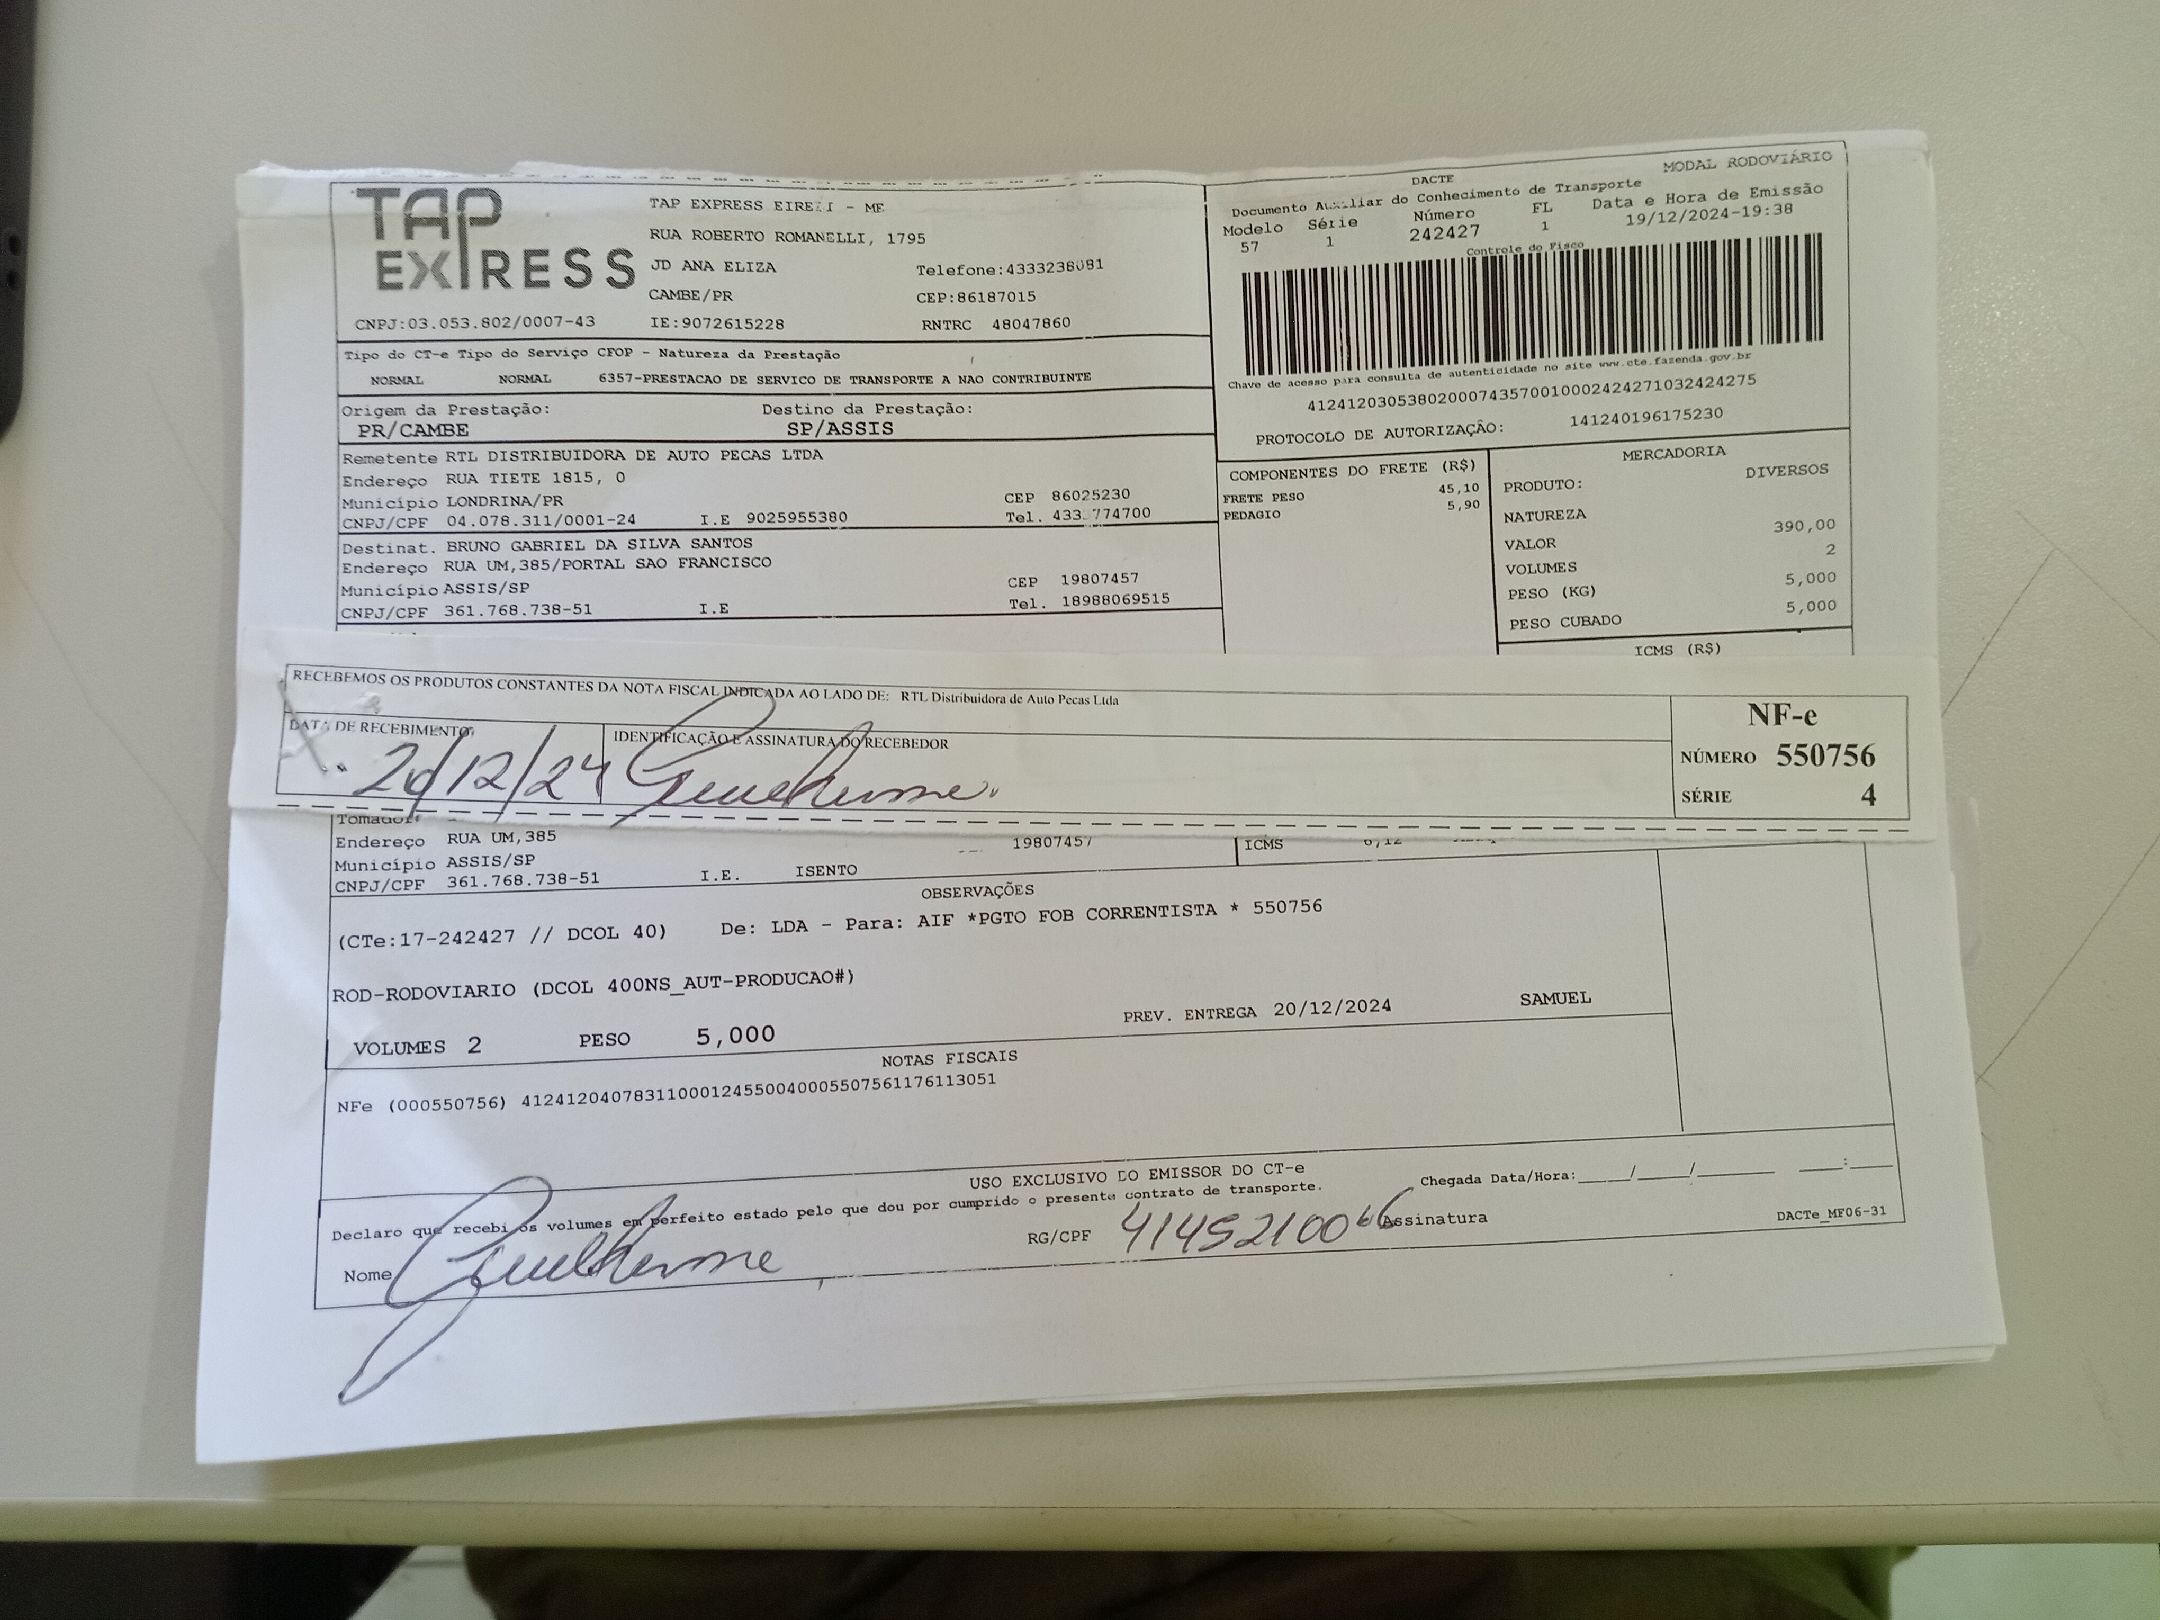 TAP EXPRESS
TAP EXPRESS EIRELI - ME
RUA ROBERTO ROMANELLI, 1795
JD ANA ELIZA Telefone:4333238081
CAMBE/PR CEP:86187015
CNPJ:03.053.802/0007-43 IE:9072615228 RNTRC 48047860
MODAL RODOVIÁRIO
DACTE
Documento Auxiliar do Conhecimento de Transporte
Modelo Série Número FL Data e Hora de Emissão
57 1 242427 1 19/12/2024-19:38
Controle do Fisco
Chave de acesso para consulta de autenticidade no site www.cte.fazenda.gov.br
41241203053802000743570010002424271032424275
PROTOCOLO DE AUTORIZAÇÃO: 141240196175230
Tipo do CT-e Tipo do Serviço CFOP - Natureza da Prestação
NORMAL NORMAL 6357-PRESTACAO DE SERVICO DE TRANSPORTE A NAO CONTRIBUINTE
Origem da Prestação: Destino da Prestação:
PR/CAMBE SP/ASSIS
Remetente RTL DISTRIBUIDORA DE AUTO PECAS LTDA
Endereço RUA TIETE 1815, 0
Município LONDRINA/PR CEP 86025230
CNPJ/CPF 04.078.311/0001-24 I.E 9025955380 Tel.
Destinat. BRUNO GABRIEL DA SILVA SANTOS
Endereço RUA UM,385/PORTAL SAO FRANCISCO
Município ASSIS/SP CEP 19807457
CNPJ/CPF 361.768.738-51 I.E Tel. 18988069515
COMPONENTES DO FRETE (R$)
FRETE PESO 45,10
PEDAGIO 5,90
MERCADORIA
PRODUTO: DIVERSOS
NATUREZA
VALOR 390,00
VOLUMES 2
PESO (KG) 5,000
PESO CUBADO 5,000
ICMS (R$)
RECEBEMOS OS PRODUTOS CONSTANTES DA NOTA FISCAL INDICADA AO LADO DE: RTL Distribuidora de Auto Pecas Ltda
DATA DE RECEBIMENTO IDENTIFICAÇÃO E ASSINATURA DO RECEBEDOR
20/12/24 Guilherme
NF-e
NÚMERO 550756
SÉRIE 4
Tomador
Endereço RUA UM,385 19807457 ICMS
Município ASSIS/SP
CNPJ/CPF 361.768.738-51 I.E. ISENTO
OBSERVAÇÕES
(CTe:17-242427 // DCOL 40) De: LDA - Para: AIF *PGTO FOB CORRENTISTA * 550756
ROD-RODOVIARIO (DCOL 400NS_AUT-PRODUCAO#)
PREV. ENTREGA 20/12/2024 SAMUEL
VOLUMES 2 PESO 5,000
NOTAS FISCAIS
NFe (000550756) 41241204078311000124550040005507561176113051
USO EXCLUSIVO DO EMISSOR DO CT-e
Declaro que recebi os volumes em perfeito estado pelo que dou por cumprido o presente contrato de transporte. Chegada Data/Hora:____/____/______ ___:___
Nome Guilherme RG/CPF 41452100 Assinatura DACTe_MF06-31